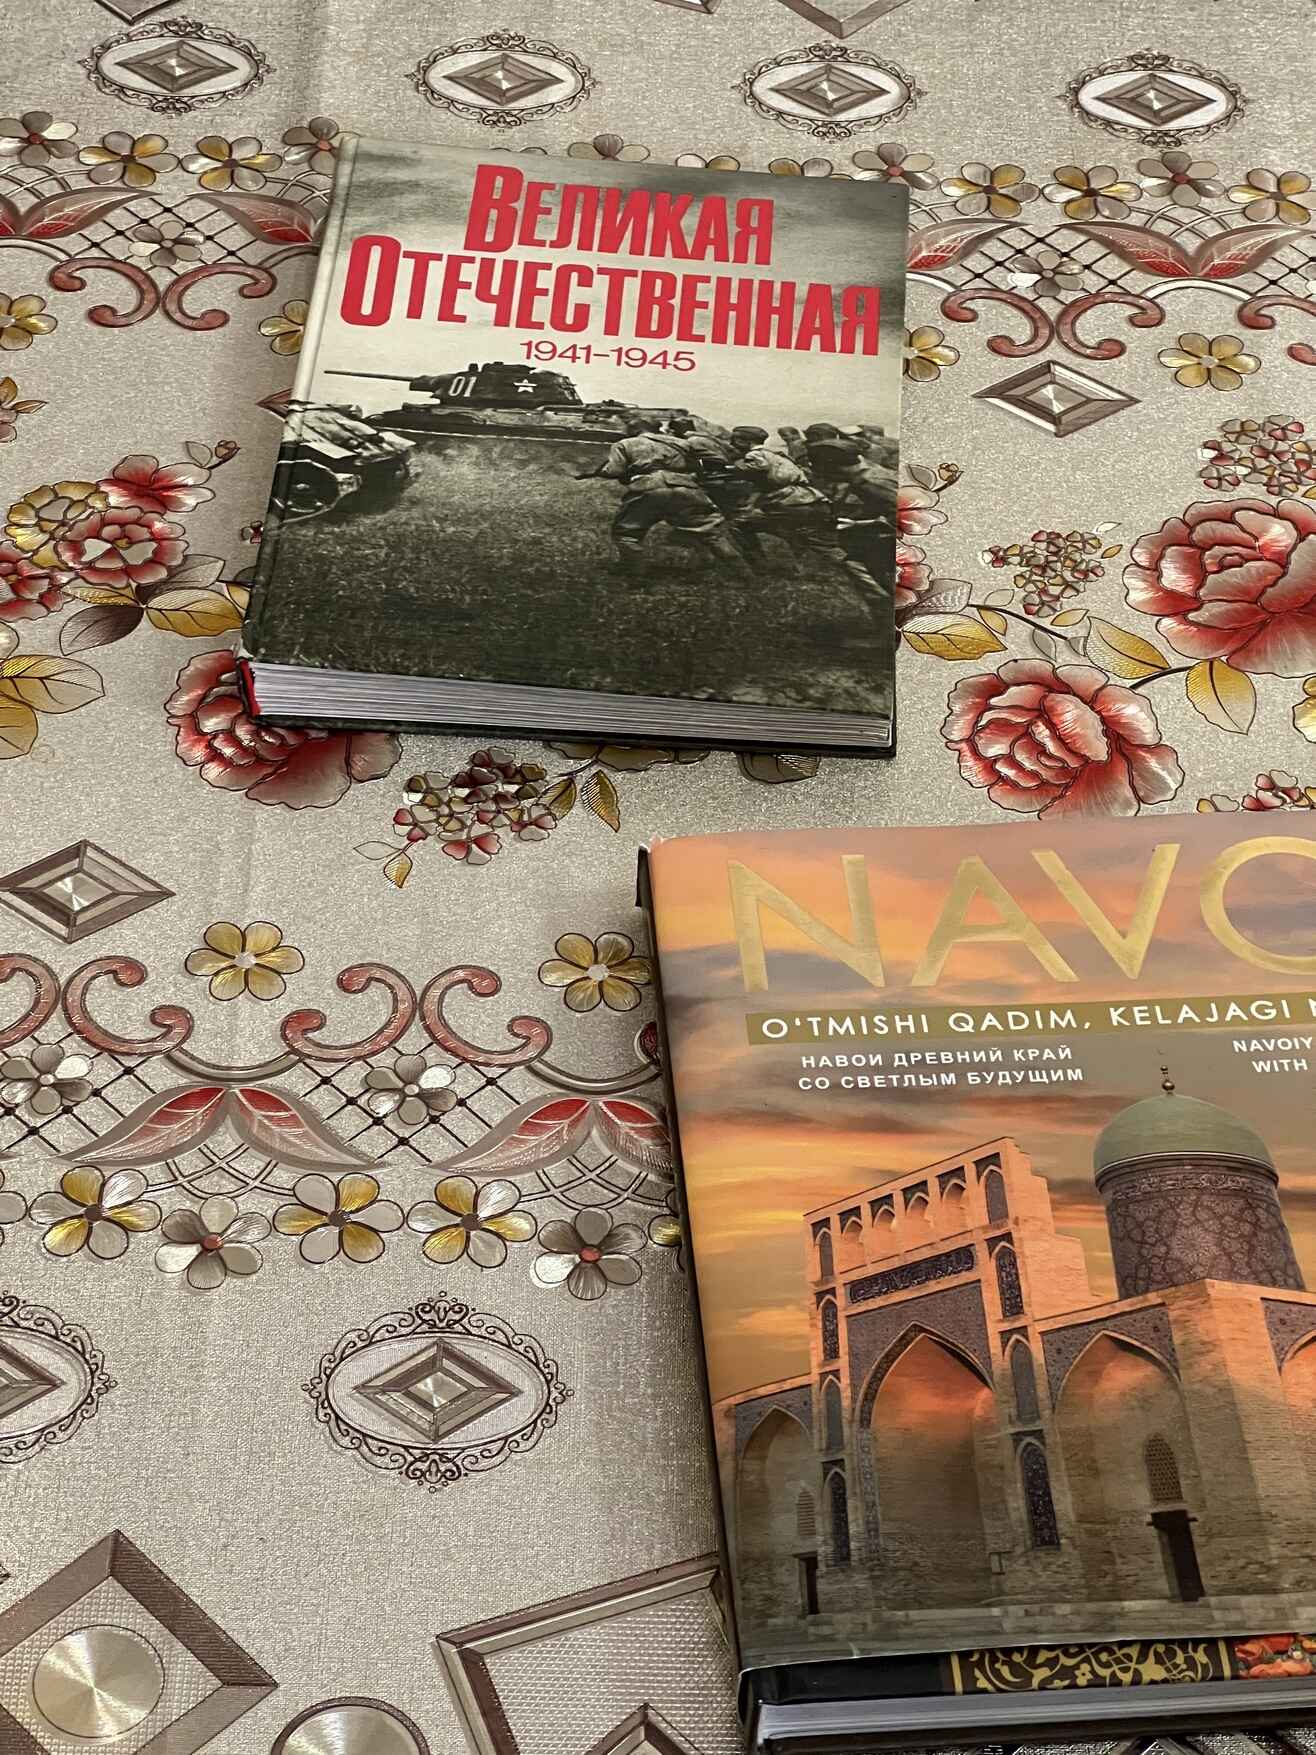 ВЕЛИКАЯ
ОТЕЧЕСТВЕННАЯ
1941–1945
01
NAVO
O'TMISHI QADIM, KELAJAGI
НАВОИ ДРЕВНИЙ КРАЙ
СО СВЕТЛЫМ БУДУЩИМ
NAVOIY
WITH